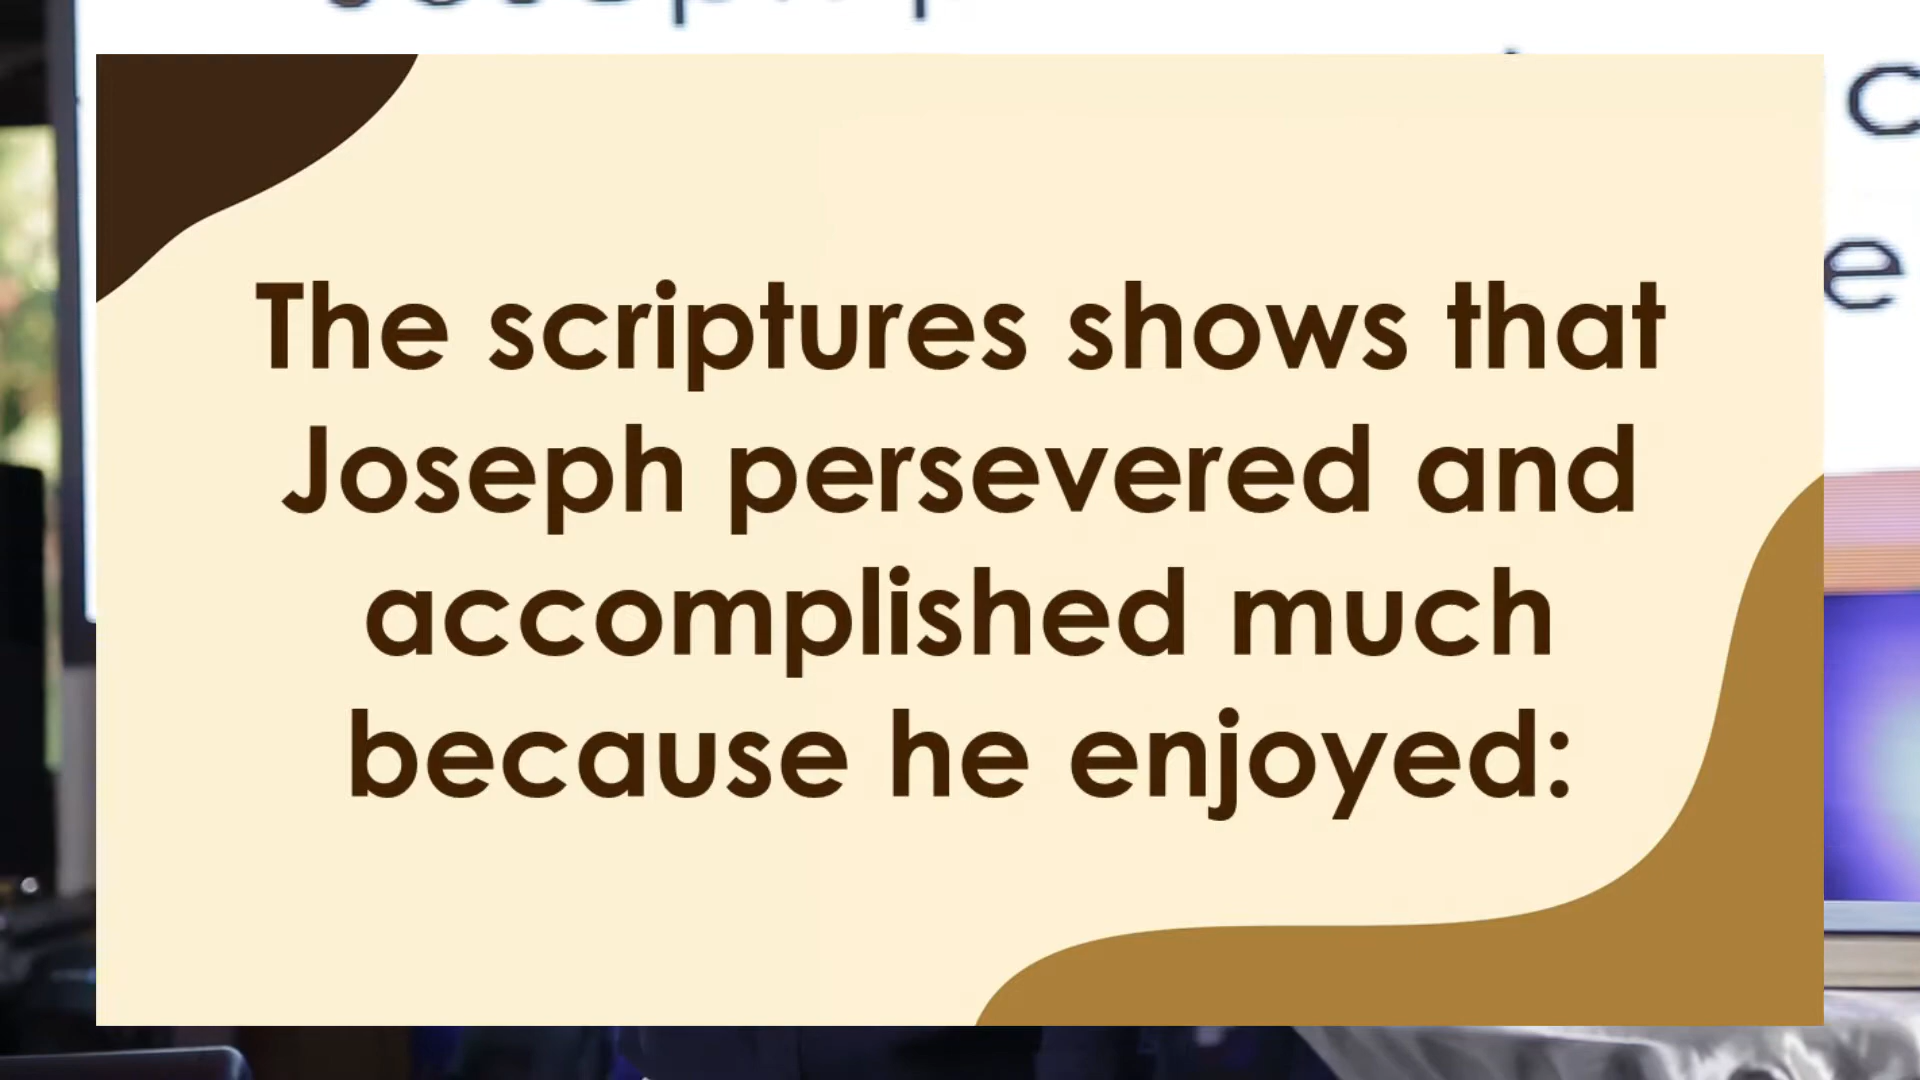 The scriptures shows that
Joseph persevered and
accomplished much
because he enjoyed: